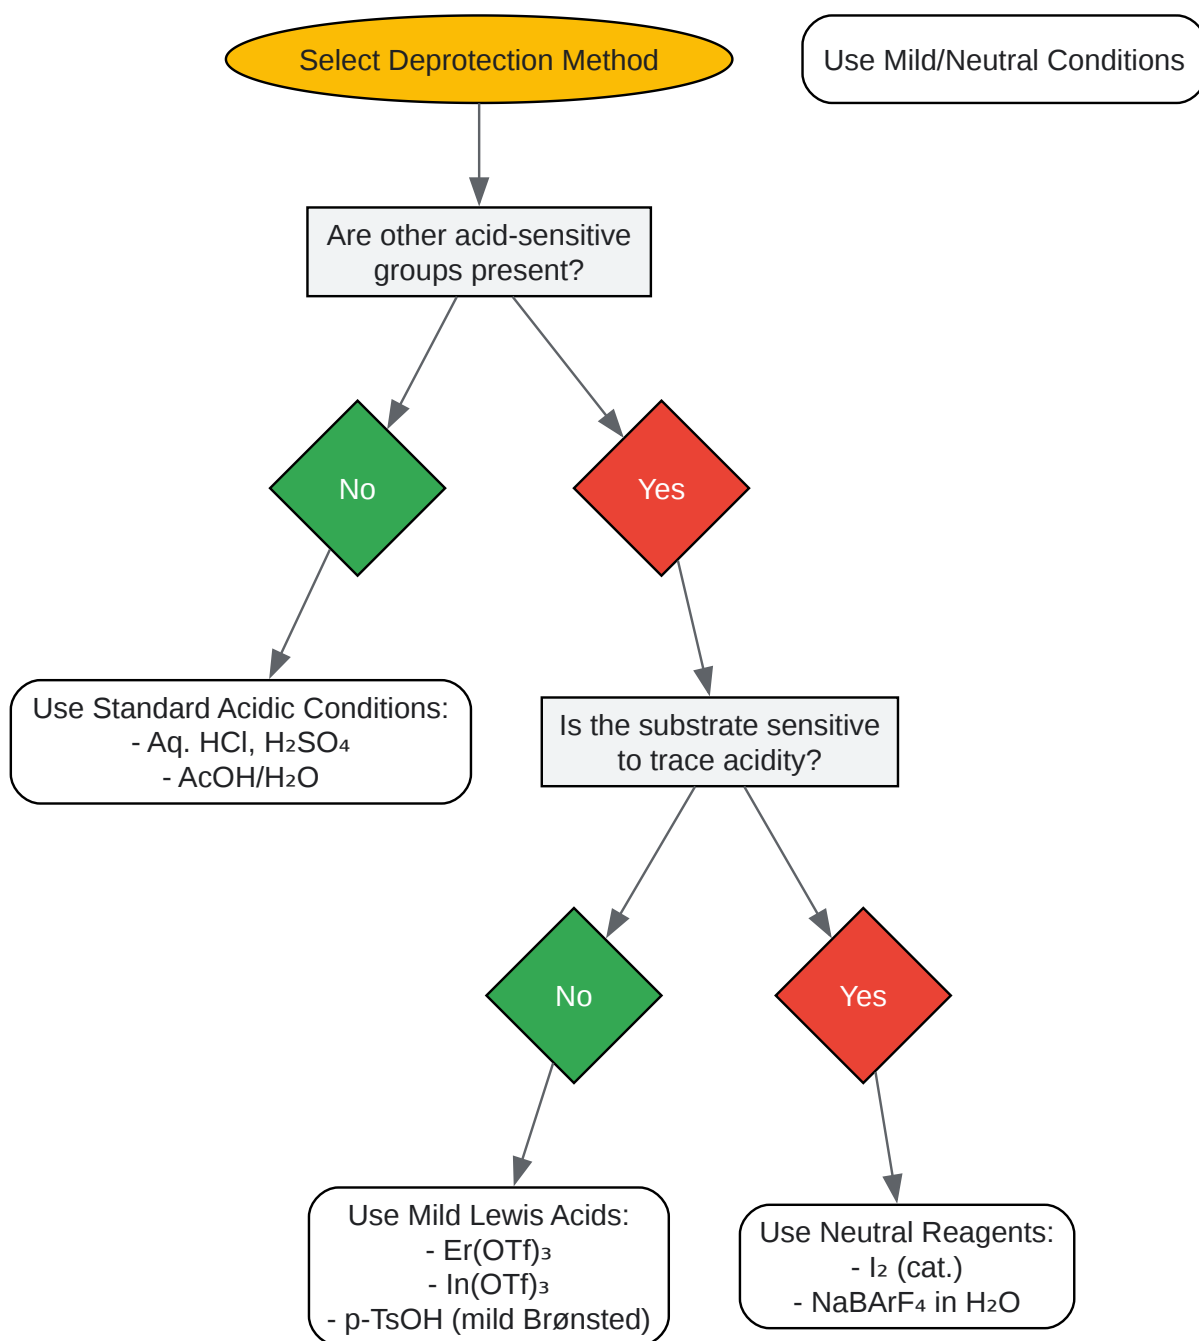 Select Deprotection Method
Use Mild/Neutral Conditions
Are other acid-sensitive
groups present?
No
Yes
Use Standard Acidic Conditions:
- Aq. HCl, H₂SO₄
- AcOH/H₂O
Is the substrate sensitive
to trace acidity?
No
Yes
Use Mild Lewis Acids:
- Er(OTf)₃
- In(OTf)₃
- p-TsOH (mild Brønsted)
Use Neutral Reagents:
- I₂ (cat.)
- NaBArF₄ in H₂O